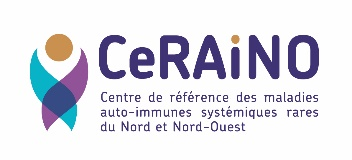 CeRAiNO
Centre de référence des maladies
auto-immunes systémiques rares
du Nord et Nord-Ouest